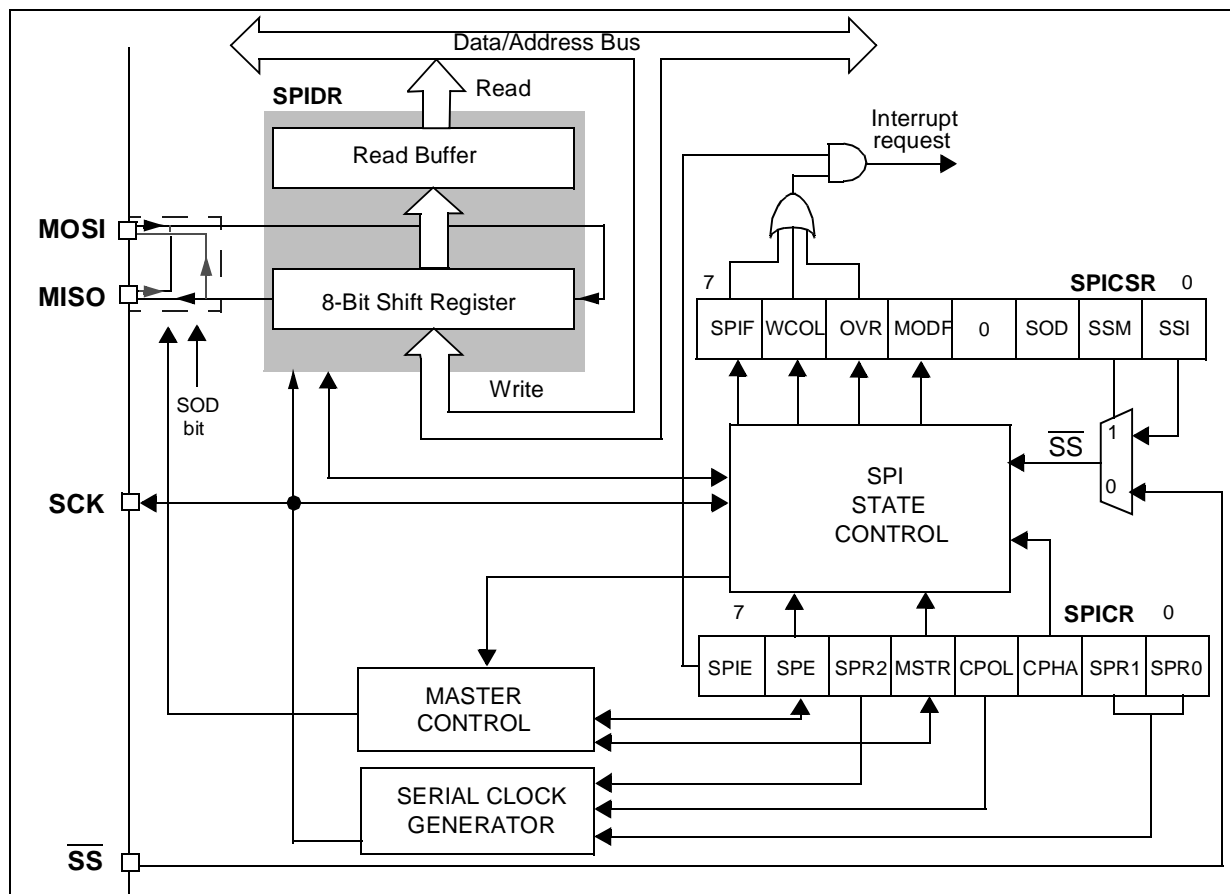 Data/Address Bus
SPIDR
Read
Read Buffer
8-Bit Shift Register
Write
MOSI
MISO
SOD
bit
SCK
SS
Interrupt
request
7
SPICSR
0
SPIF WCOL OVR MODF 0 SOD SSM SSI
1
0
SS
SPI
STATE
CONTROL
7
SPICR
0
SPIE SPE SPR2 MSTR CPOL CPHA SPR1 SPR0
MASTER
CONTROL
SERIAL CLOCK
GENERATOR